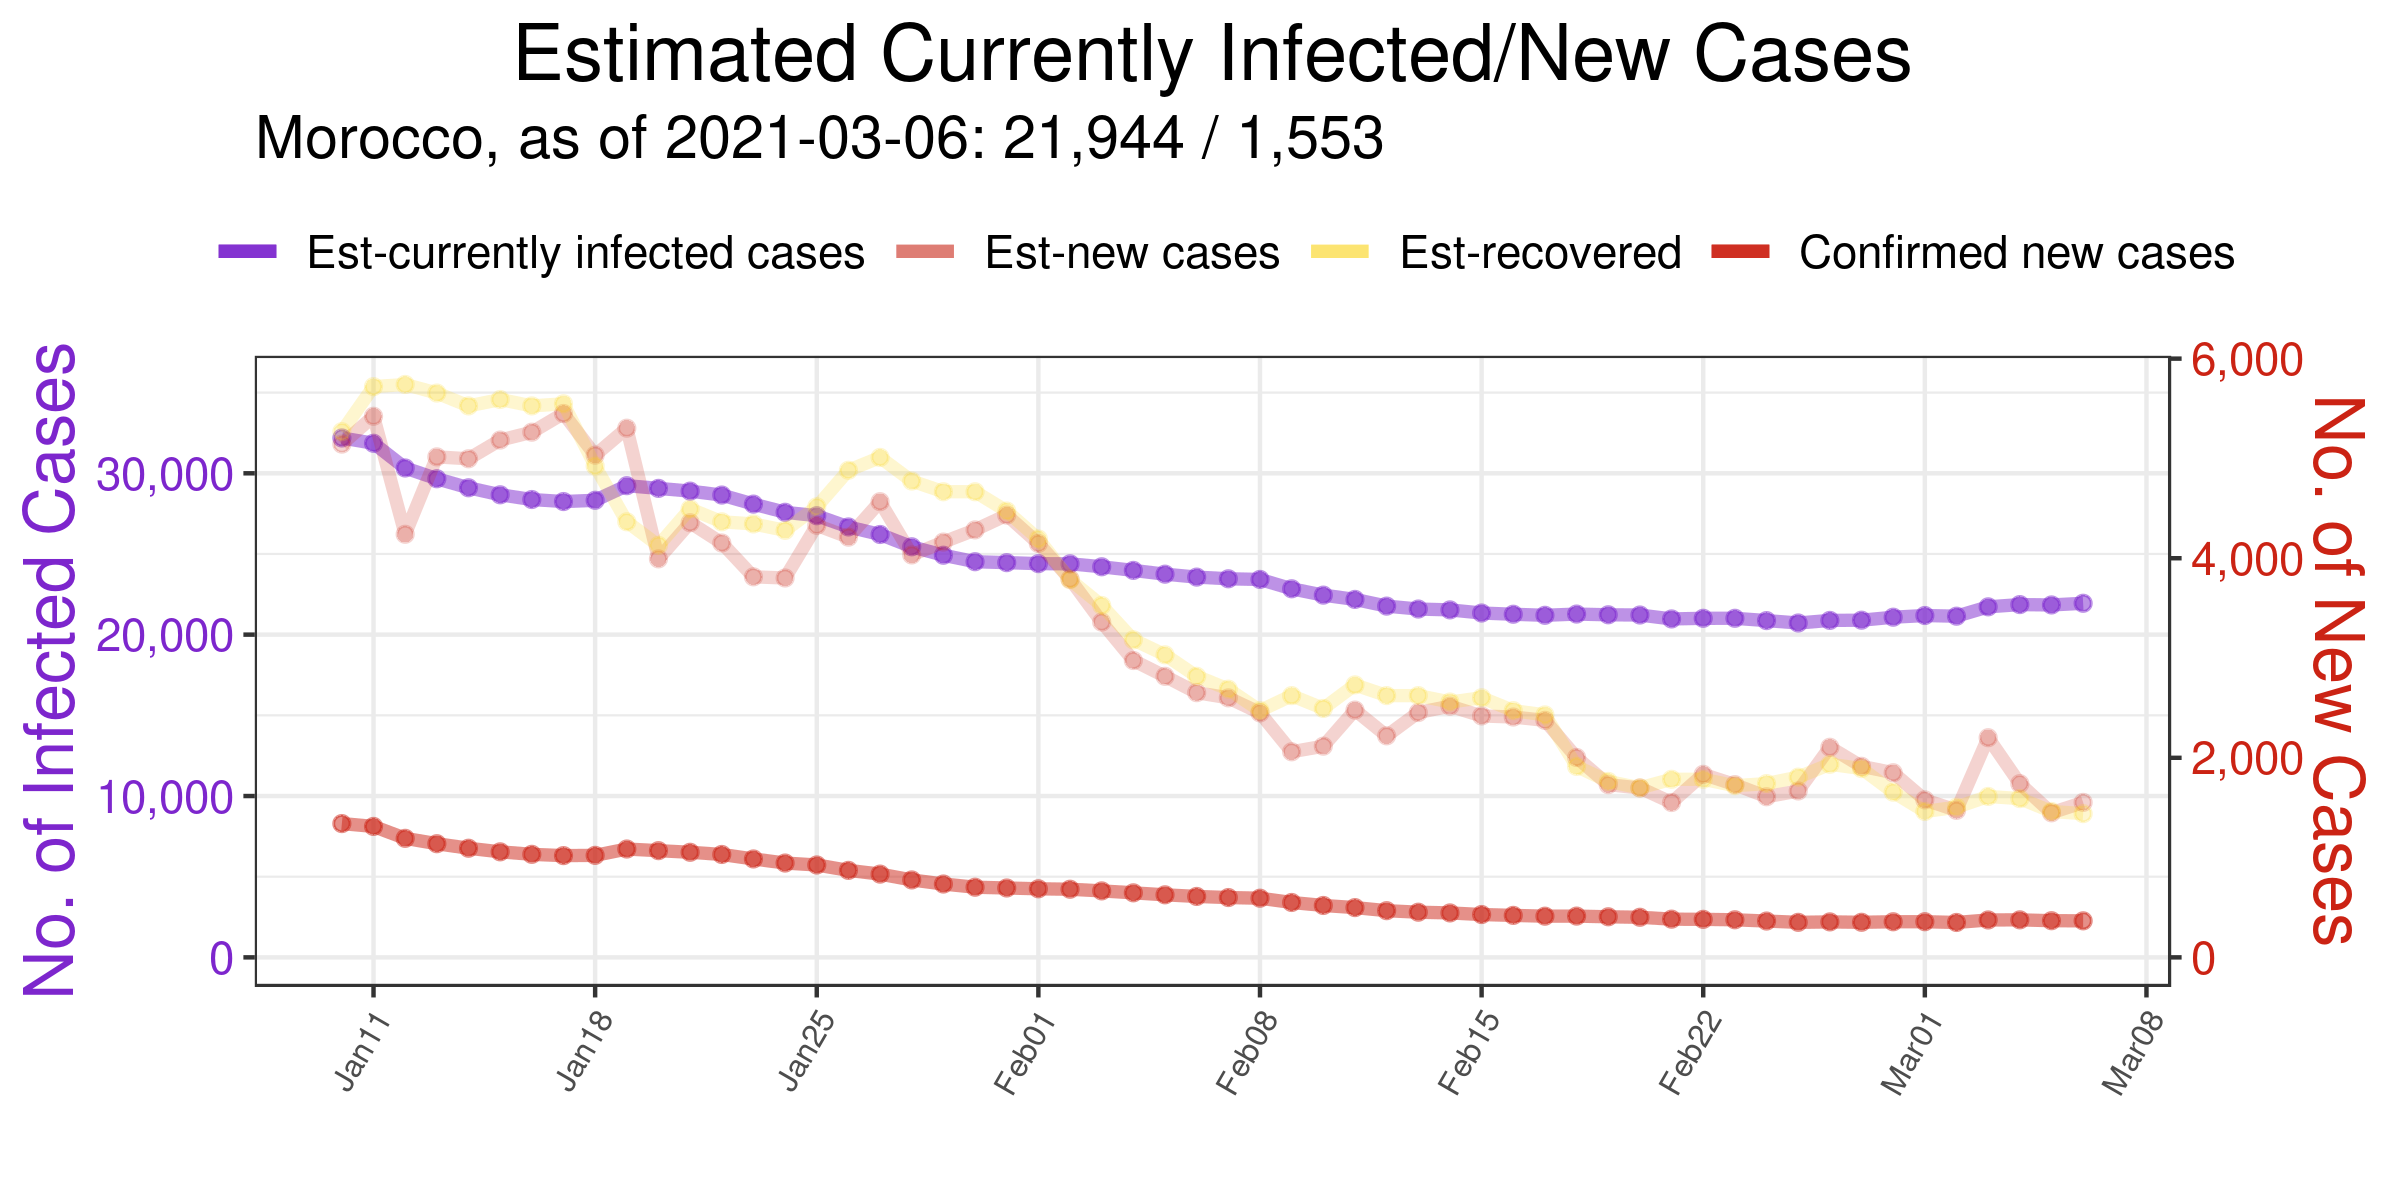 Estimated Currently Infected/New Cases
Morocco, as of 2021-03-06: 21,944 / 1,553
Est-currently infected cases Est-new cases Est-recovered Confirmed new cases
No. of Infected Cases
30,000
20,000
10,000
0
6,000
4,000
2,000
0
No. of New Cases
Jan11 Jan18 Jan25 Feb01 Feb08 Feb15 Feb22 Mar01 Mar08